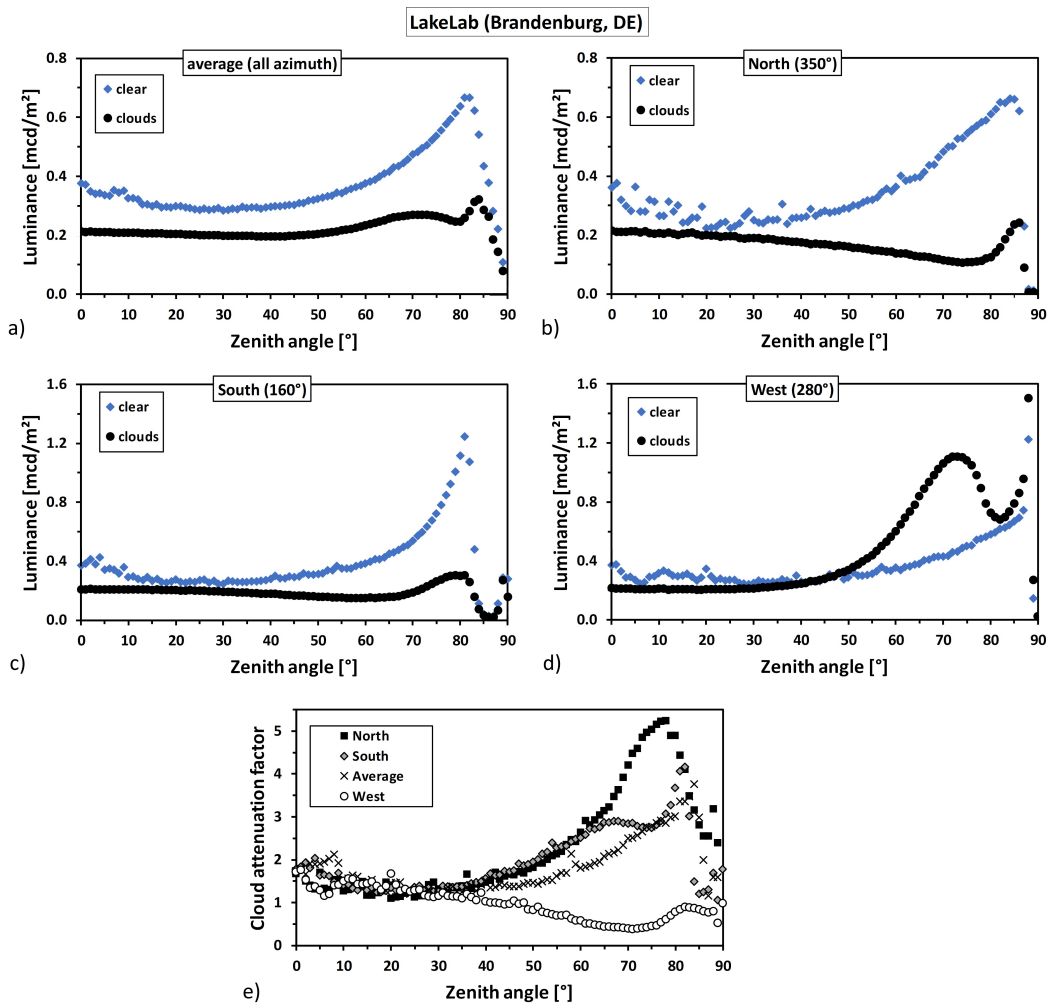 LakeLab (Brandenburg, DE)
average (all azimuth)
clear
clouds
Luminance [mcd/m²]
0.8
0.6
0.4
0.2
0.0
0 10 20 30 40 50 60 70 80 90
Zenith angle [°]
a)
North (350°)
clear
clouds
Luminance [mcd/m²]
0.8
0.6
0.4
0.2
0.0
0 10 20 30 40 50 60 70 80 90
Zenith angle [°]
b)
South (160°)
clear
clouds
Luminance [mcd/m²]
1.6
1.2
0.8
0.4
0.0
0 10 20 30 40 50 60 70 80 90
Zenith angle [°]
c)
West (280°)
clear
clouds
Luminance [mcd/m²]
1.6
1.2
0.8
0.4
0.0
0 10 20 30 40 50 60 70 80 90
Zenith angle [°]
d)
North
South
Average
West
Cloud attenuation factor
5
4
3
2
1
0
0 10 20 30 40 50 60 70 80 90
Zenith angle [°]
e)